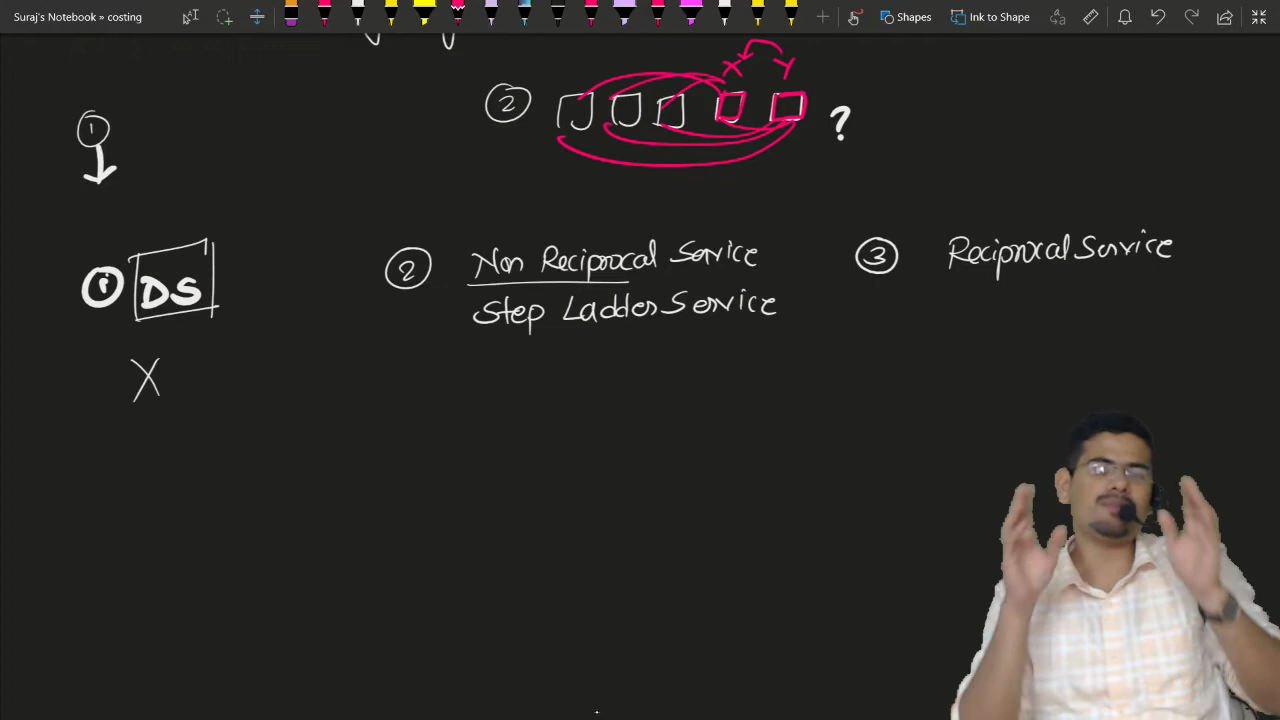 Suraj's Notebook » costing
Shapes
Ink to Shape
X Y
2 ?
1
1 DS
2 Non Reciprocal Service
Step Ladder Service
3 Reciprocal Service
X